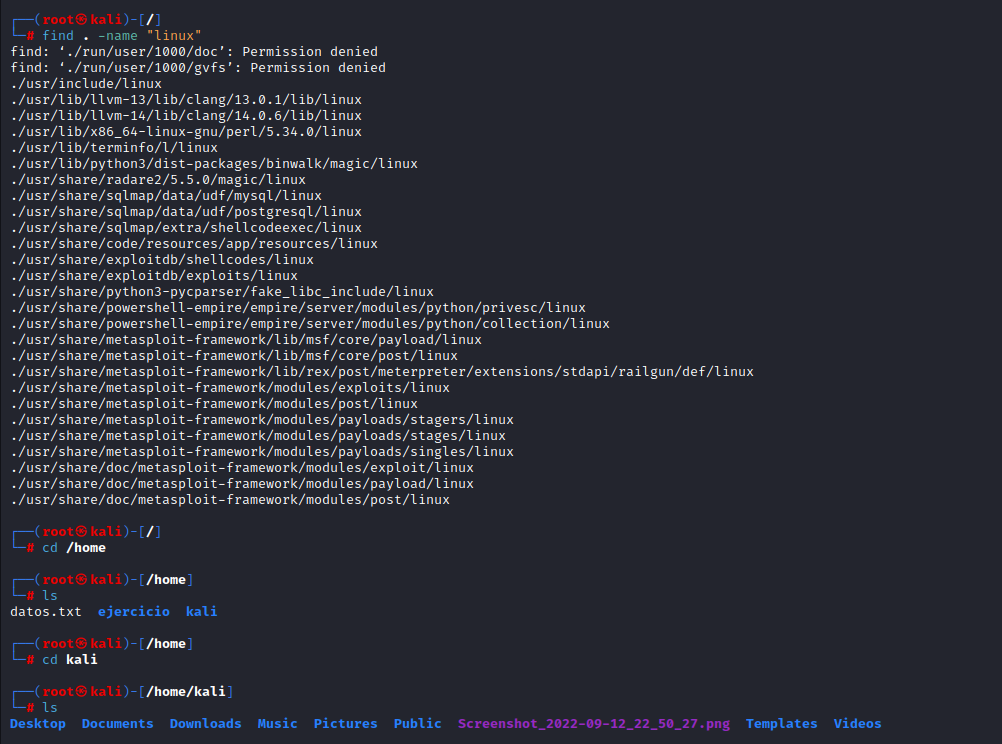 ┌──(root㉿kali)-[/]
└─# find . -name "linux"
find: ‘./run/user/1000/doc’: Permission denied
find: ‘./run/user/1000/gvfs’: Permission denied
./usr/include/linux
./usr/lib/llvm-13/lib/clang/13.0.1/lib/linux
./usr/lib/llvm-14/lib/clang/14.0.6/lib/linux
./usr/lib/x86_64-linux-gnu/perl/5.34.0/linux
./usr/lib/terminfo/l/linux
./usr/lib/python3/dist-packages/binwalk/magic/linux
./usr/share/radare2/5.5.0/magic/linux
./usr/share/sqlmap/data/udf/mysql/linux
./usr/share/sqlmap/data/udf/postgresql/linux
./usr/share/sqlmap/extra/shellcodeexec/linux
./usr/share/code/resources/app/resources/linux
./usr/share/exploitdb/shellcodes/linux
./usr/share/exploitdb/exploits/linux
./usr/share/python3-pycparser/fake_libc_include/linux
./usr/share/powershell-empire/empire/server/modules/python/privesc/linux
./usr/share/powershell-empire/empire/server/modules/python/collection/linux
./usr/share/metasploit-framework/lib/msf/core/payload/linux
./usr/share/metasploit-framework/lib/msf/core/post/linux
./usr/share/metasploit-framework/lib/rex/post/meterpreter/extensions/stdapi/railgun/def/linux
./usr/share/metasploit-framework/modules/exploits/linux
./usr/share/metasploit-framework/modules/post/linux
./usr/share/metasploit-framework/modules/payloads/stagers/linux
./usr/share/metasploit-framework/modules/payloads/stages/linux
./usr/share/metasploit-framework/modules/payloads/singles/linux
./usr/share/doc/metasploit-framework/modules/exploit/linux
./usr/share/doc/metasploit-framework/modules/payload/linux
./usr/share/doc/metasploit-framework/modules/post/linux
┌──(root㉿kali)-[/]
└─# cd /home
┌──(root㉿kali)-[/home]
└─# ls
datos.txt ejercicio kali
┌──(root㉿kali)-[/home]
└─# cd kali
┌──(root㉿kali)-[/home/kali]
└─# ls
Desktop Documents Downloads Music Pictures Public Screenshot_2022-09-12_22_50_27.png Templates Videos